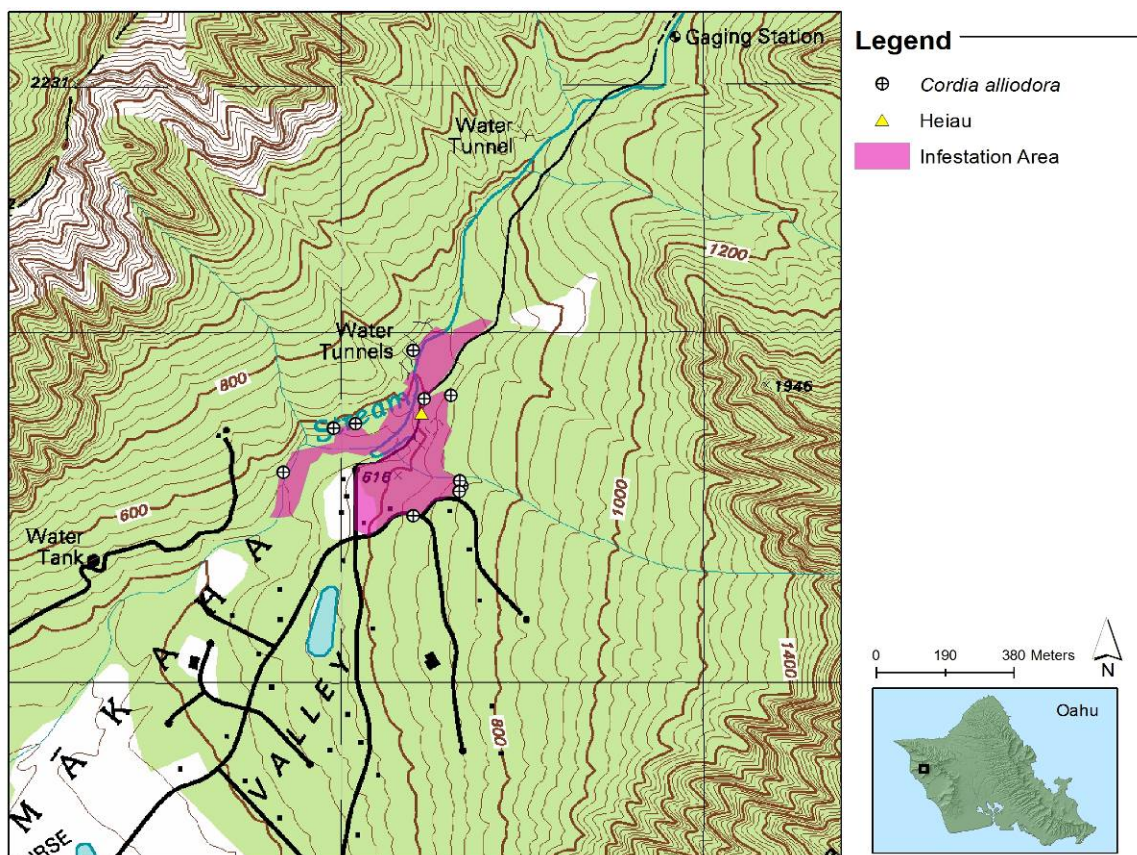 Gaging Station
2231
Water
Tunnel
1200
Water
Tunnels
1946
800
Stream
616
1000
600
Water
Tank
MĀKAHA
VALLEY
1400
800
Legend
Cordia alliodora
Heiau
Infestation Area
0 190 380 Meters
N
Oahu